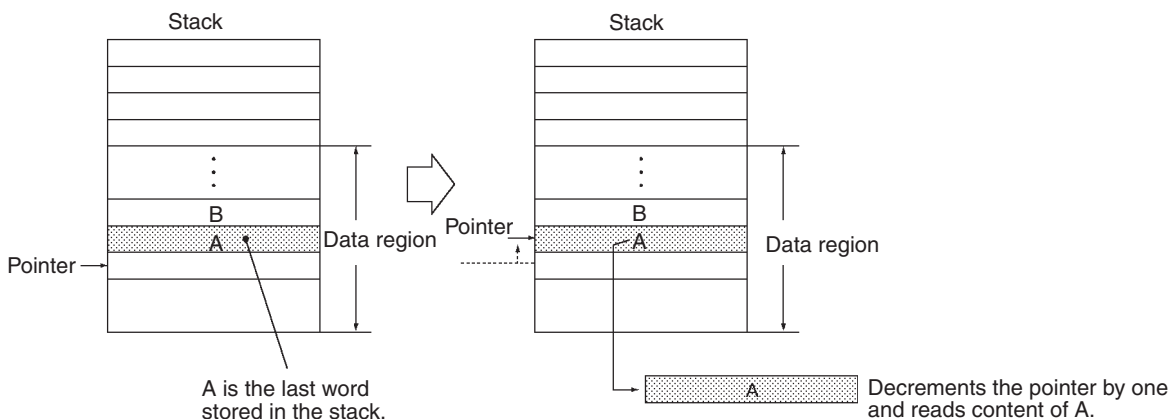 Stack
B
A
Data region
Pointer
A is the last word
stored in the stack.
Stack
B
Pointer
A
Data region
A
Decrements the pointer by one
and reads content of A.